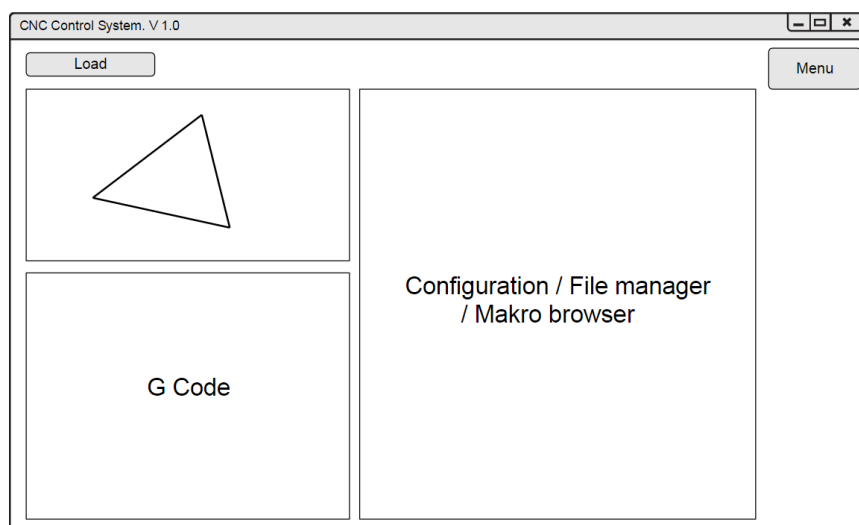 CNC Control System. V 1.0
Load
Menu
Configuration / File manager
/ Makro browser
G Code